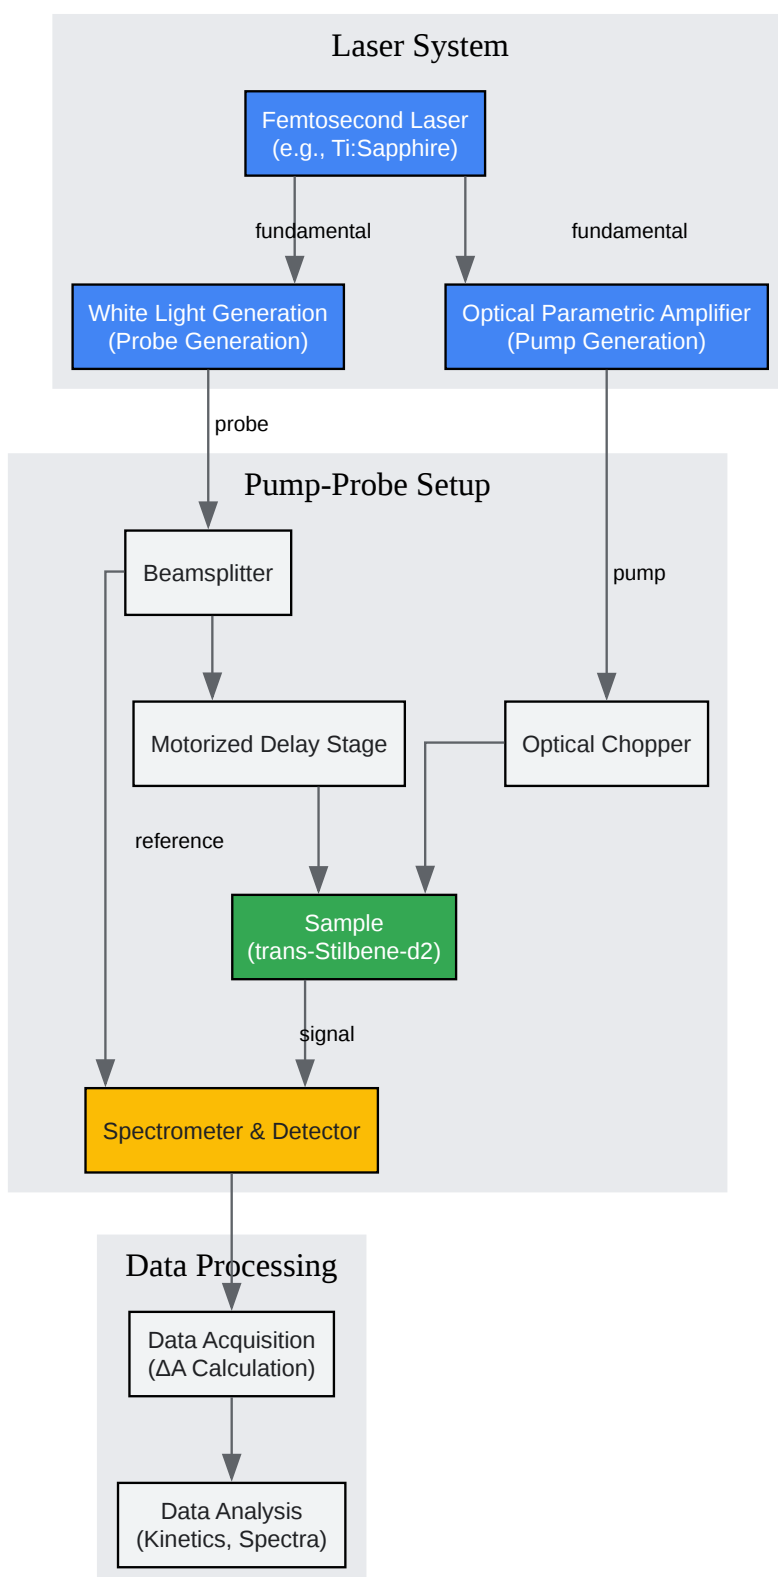 Laser System
Femtosecond Laser
(e.g., Ti:Sapphire)
fundamental
fundamental
White Light Generation
(Probe Generation)
Optical Parametric Amplifier
(Pump Generation)
probe
Pump-Probe Setup
Beamsplitter
pump
Motorized Delay Stage
Optical Chopper
reference
Sample
(trans-Stilbene-d2)
signal
Spectrometer & Detector
Data Processing
Data Acquisition
(ΔA Calculation)
Data Analysis
(Kinetics, Spectra)